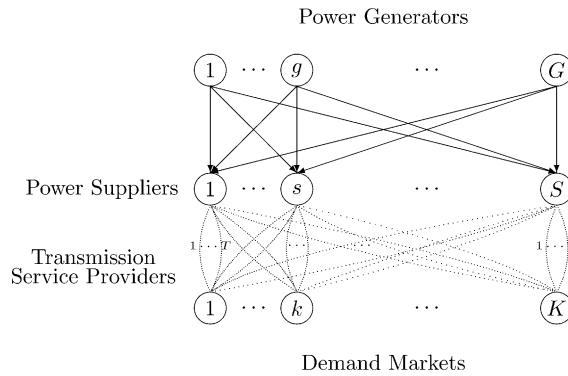 Power Generators
1 ··· g ··· G
Power Suppliers 1 ··· s ··· S
1 ··· T ··· 1 ···
Transmission
Service Providers
1 ··· k ··· K
Demand Markets